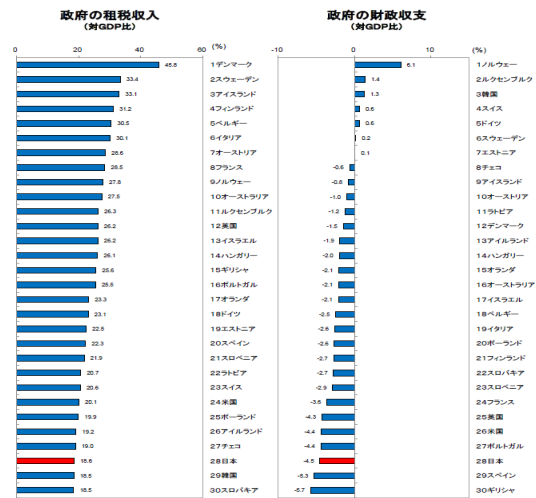 政府の租税収入
（対GDP比）
0 20 40 60 (%)
45.8 1デンマーク
33.4 2スウェーデン
33.1 3アイスランド
31.2 4フィンランド
30.5 5ベルギー
30.1 6イタリア
28.6 7オーストリア
28.5 8フランス
27.8 9ノルウェー
27.5 10オーストラリア
26.3 11ルクセンブルク
26.2 12英国
26.2 13イスラエル
26.1 14ハンガリー
25.6 15ギリシャ
25.5 16ポルトガル
23.3 17オランダ
23.1 18ドイツ
22.5 19エストニア
22.3 20スペイン
21.9 21スロベニア
20.7 22ラトビア
20.6 23スイス
20.1 24米国
19.9 25ポーランド
19.2 26アイルランド
19.0 27チェコ
18.6 28日本
18.5 29韓国
18.5 30スロバキア
政府の財政収支
（対GDP比）
-10 0 10 (%)
6.1 1ノルウェー
1.4 2ルクセンブルク
1.3 3韓国
0.6 4スイス
0.6 5ドイツ
0.2 6スウェーデン
0.1 7エストニア
-0.6 8チェコ
-0.8 9アイスランド
-1.0 10オーストリア
-1.2 11ラトビア
-1.5 12デンマーク
-1.9 13アイルランド
-2.0 14ハンガリー
-2.1 15オランダ
-2.1 16オーストラリア
-2.1 17イスラエル
-2.5 18ベルギー
-2.6 19イタリア
-2.6 20ポーランド
-2.7 21フィンランド
-2.7 22スロバキア
-2.9 23スロベニア
-3.6 24フランス
-4.3 25英国
-4.4 26米国
-4.4 27ポルトガル
-4.5 28日本
-5.3 29スペイン
-5.7 30ギリシャ